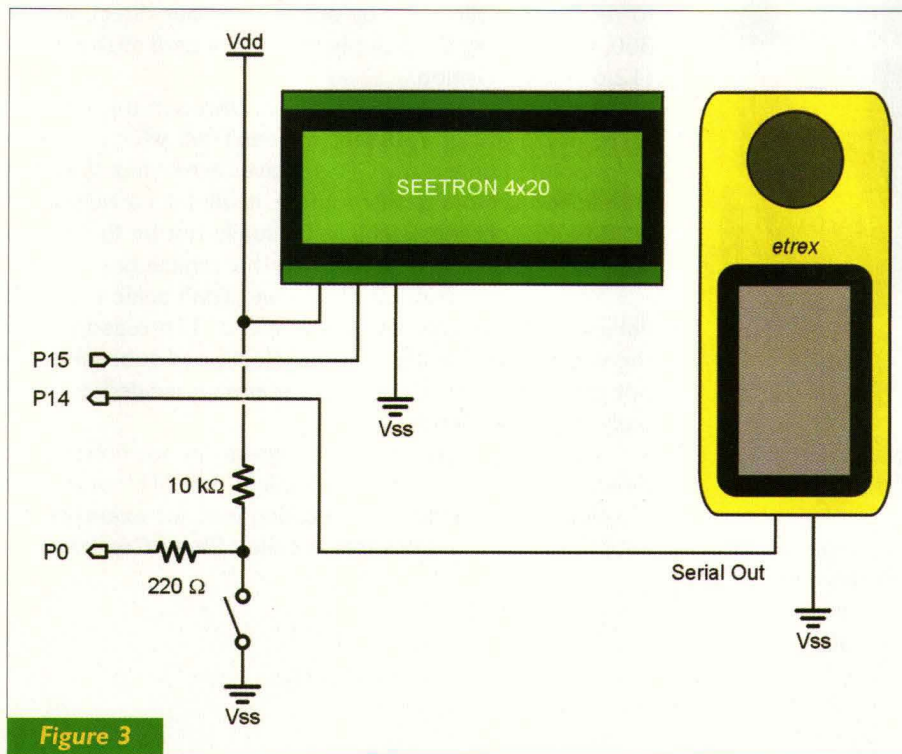 Vdd
SEETRON 4x20
etrex
P15
P14
Vss
10 kΩ
P0
220 Ω
Serial Out
Vss
Vss
Figure 3